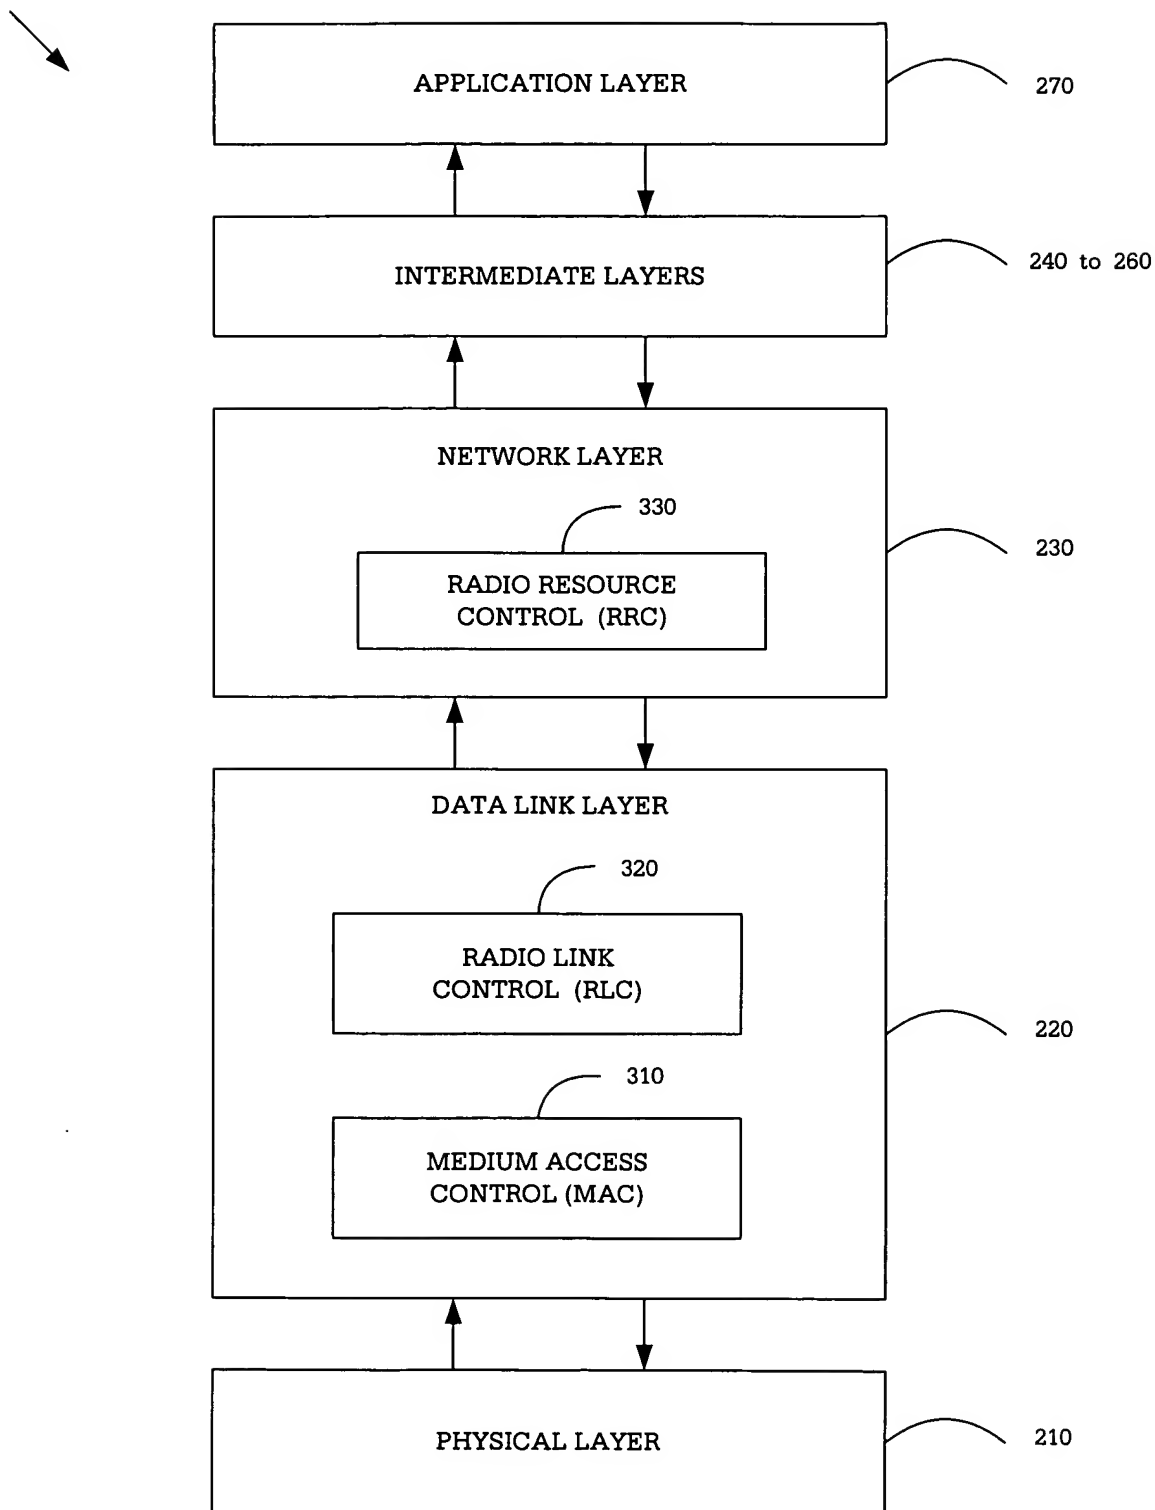 APPLICATION LAYER
270
INTERMEDIATE LAYERS
240 to 260
NETWORK LAYER
330
RADIO RESOURCE
CONTROL (RRC)
230
DATA LINK LAYER
320
RADIO LINK
CONTROL (RLC)
220
310
MEDIUM ACCESS
CONTROL (MAC)
PHYSICAL LAYER
210